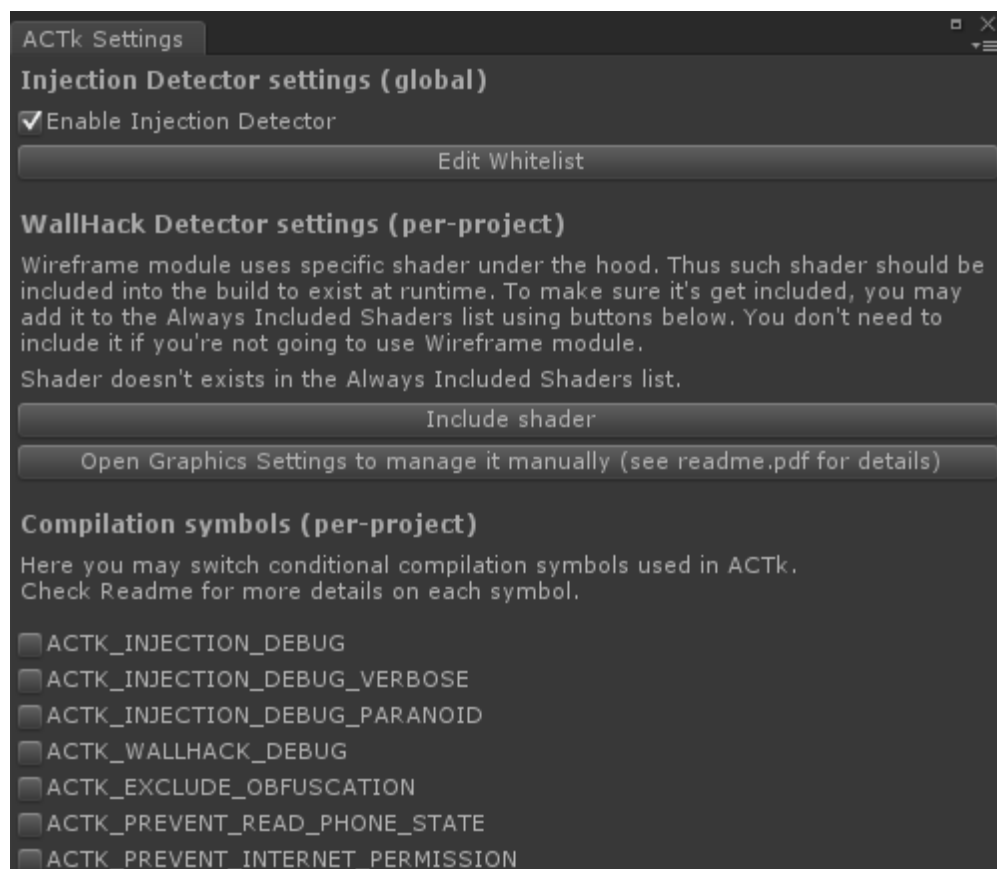 ACTk Settings
Injection Detector settings (global)
Enable Injection Detector
Edit Whitelist
WallHack Detector settings (per-project)
Wireframe module uses specific shader under the hood. Thus such shader should be
included into the build to exist at runtime. To make sure it's get included, you may
add it to the Always Included Shaders list using buttons below. You don't need to
include it if you're not going to use Wireframe module.
Shader doesn't exists in the Always Included Shaders list.
Include shader
Open Graphics Settings to manage it manually (see readme.pdf for details)
Compilation symbols (per-project)
Here you may switch conditional compilation symbols used in ACTk.
Check Readme for more details on each symbol.
ACTK_INJECTION_DEBUG
ACTK_INJECTION_DEBUG_VERBOSE
ACTK_INJECTION_DEBUG_PARANOID
ACTK_WALLHACK_DEBUG
ACTK_EXCLUDE_OBFUSCATION
ACTK_PREVENT_READ_PHONE_STATE
ACTK_PREVENT_INTERNET_PERMISSION